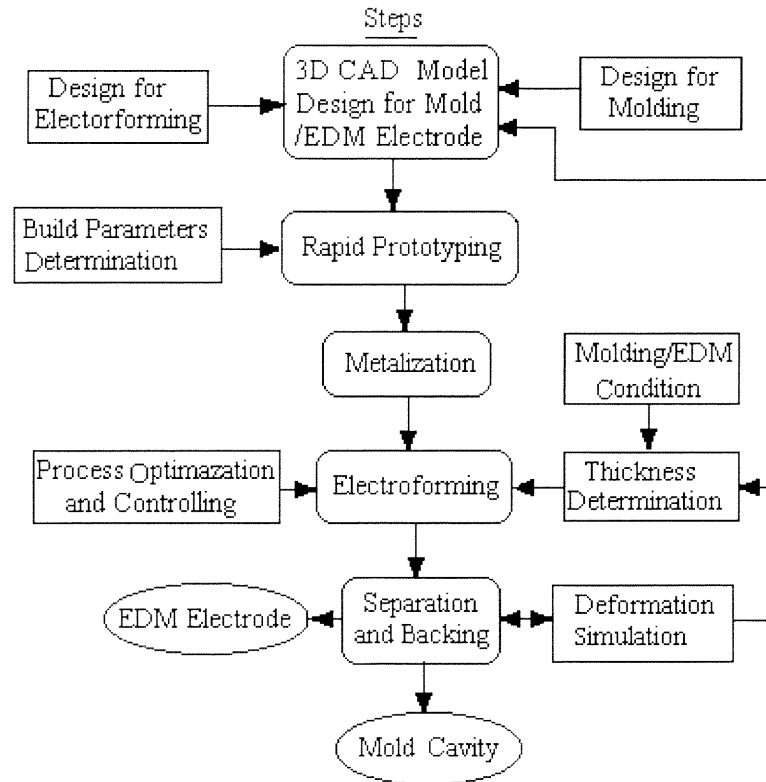 Steps
Design for
Electorforming
3D CAD Model
Design for Mold
/EDM Electrode
Design for
Molding
Build Parameters
Determination
Rapid Prototyping
Metalization
Molding/EDM
Condition
Process Optimazation
and Controlling
Electroforming
Thickness
Determination
EDM Electrode
Separation
and Backing
Deformation
Simulation
Mold Cavity